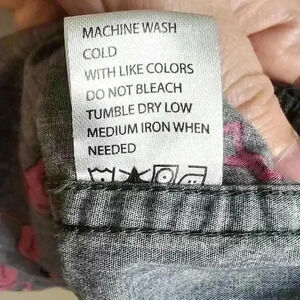 MACHINE WASH
COLD
WITH LIKE COLORS
DO NOT BLEACH
TUMBLE DRY LOW
MEDIUM IRON WHEN
NEEDED